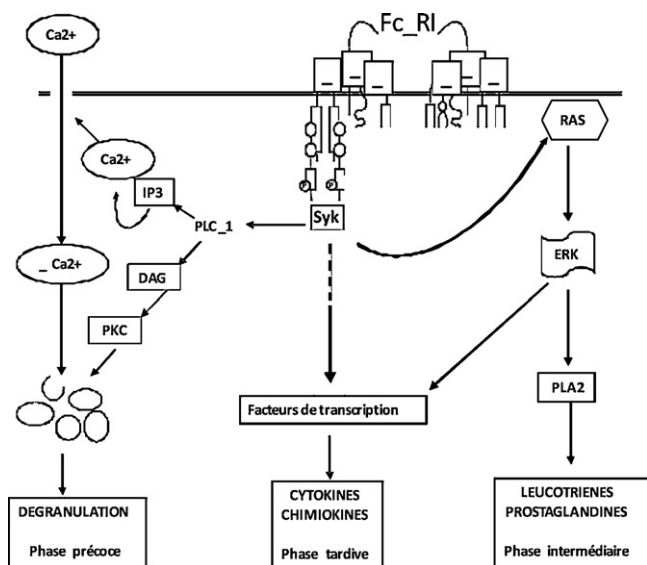 Fc_RI
Ca2+
RAS
Ca2+
IP3
Syk
PLC_1
_ Ca2+
DAG
ERK
PKC
PLA2
Facteurs de transcription
DEGRANULATION
Phase précoce
CYTOKINES
CHIMIOKINES
Phase tardive
LEUCOTRIENES
PROSTAGLANDINES
Phase intermédiaire